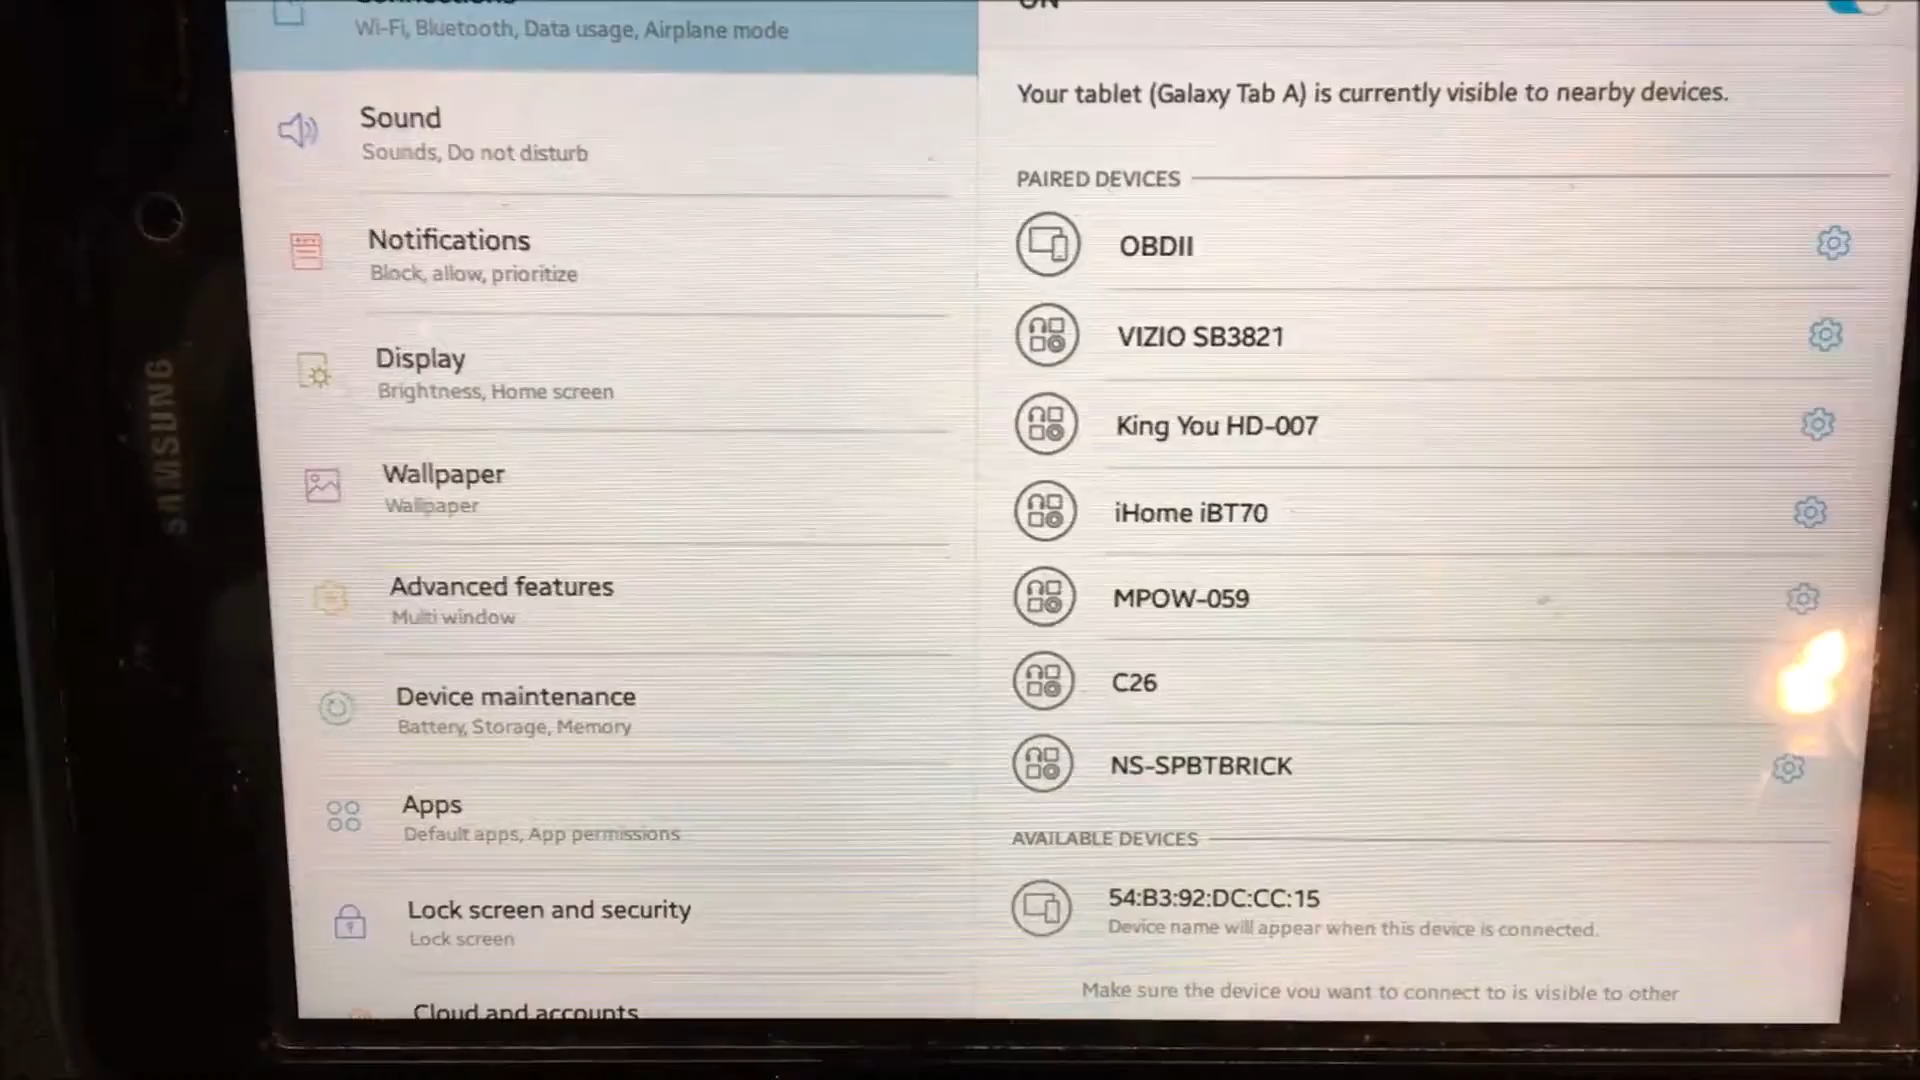 Connections
Wi-Fi, Bluetooth, Data usage, Airplane mode
Sound
Sounds, Do not disturb
Notifications
Block, allow, prioritize
Display
Brightness, Home screen
Wallpaper
Wallpaper
Advanced features
Multi window
Device maintenance
Battery, Storage, Memory
Apps
Default apps, App permissions
Lock screen and security
Lock screen
Cloud and accounts
ON
Your tablet (Galaxy Tab A) is currently visible to nearby devices.
PAIRED DEVICES
OBDII
VIZIO SB3821
King You HD-007
iHome iBT70
MPOW-059
C26
NS-SPBTBRICK
AVAILABLE DEVICES
54:B3:92:DC:CC:15
Device name will appear when this device is connected.
Make sure the device you want to connect to is visible to other
SAMSUNG